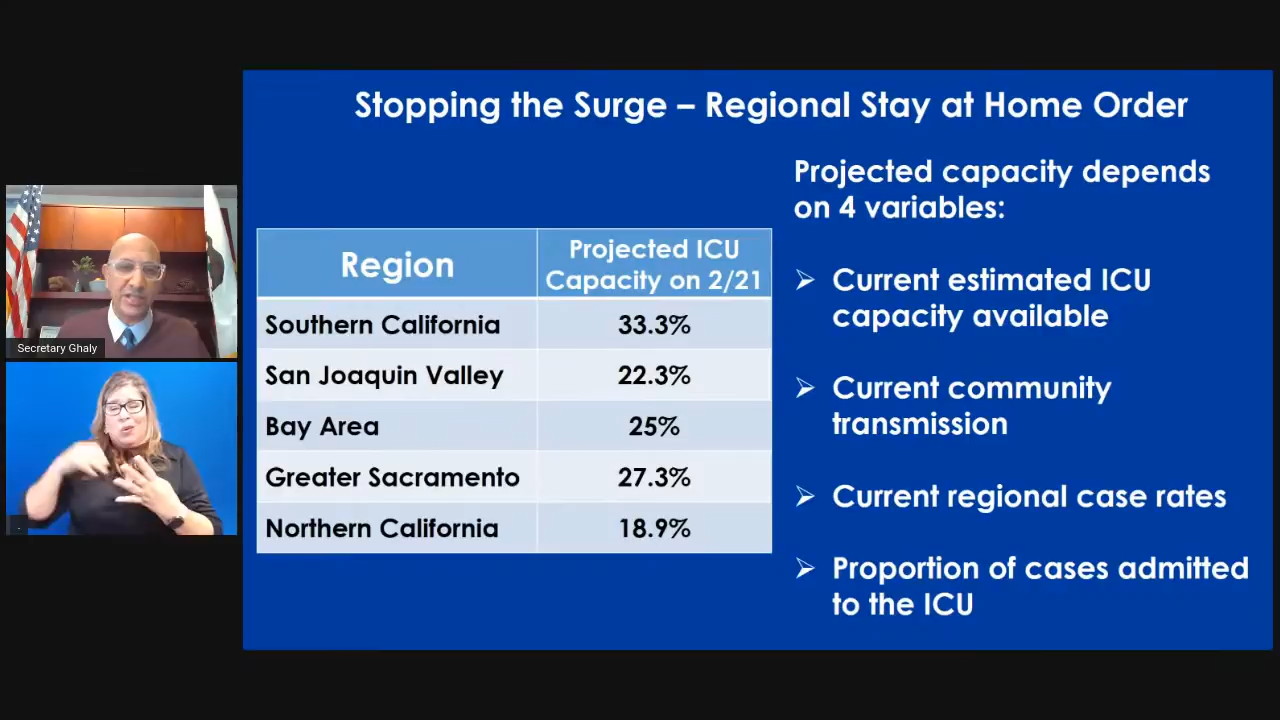 Stopping the Surge – Regional Stay at Home Order
Secretary Ghaly
Region
Projected ICU
Capacity on 2/21
Southern California 33.3%
San Joaquin Valley 22.3%
Bay Area 25%
Greater Sacramento 27.3%
Northern California 18.9%
Projected capacity depends
on 4 variables:
➢ Current estimated ICU
capacity available
➢ Current community
transmission
➢ Current regional case rates
➢ Proportion of cases admitted
to the ICU